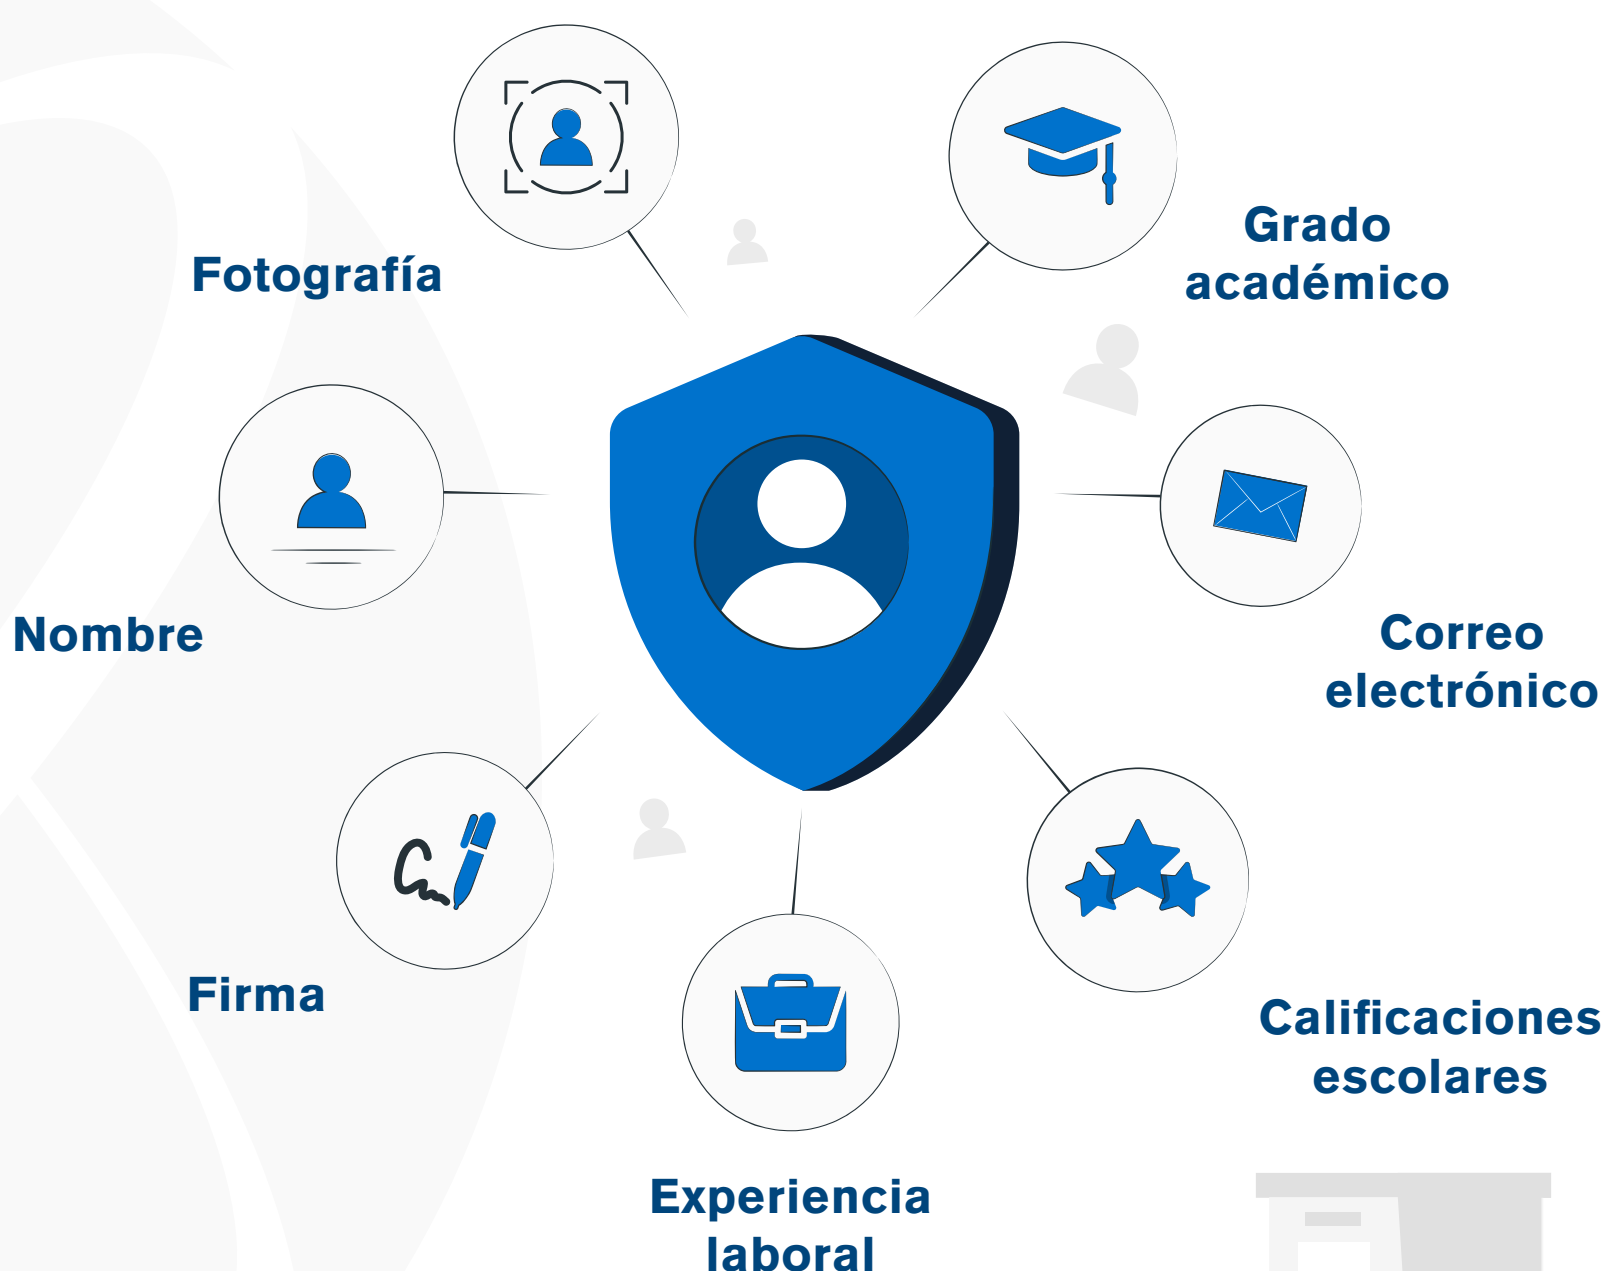 Fotografía
Grado
académico
Nombre
Correo
electrónico
Firma
Calificaciones
escolares
Experiencia
laboral